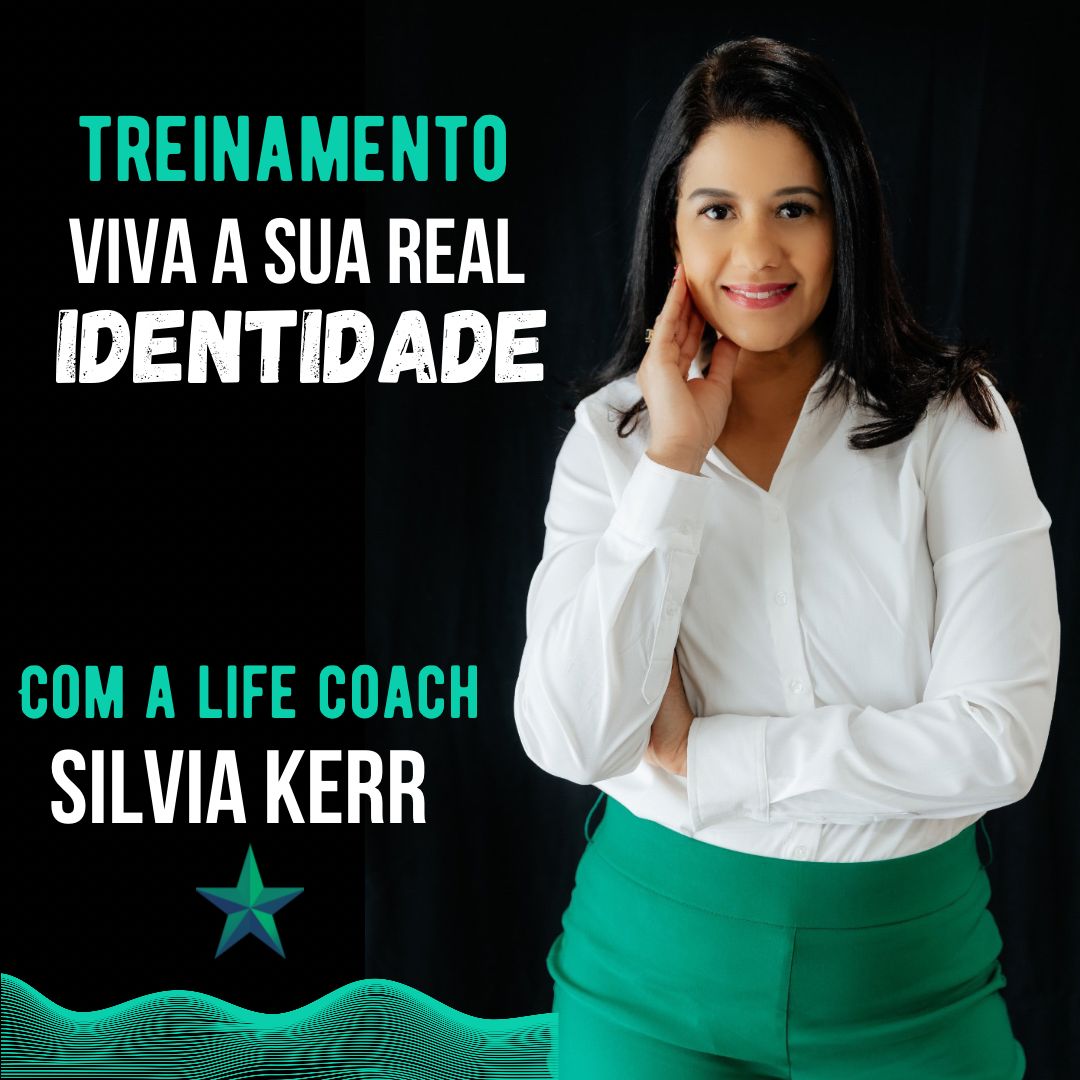 TREINAMENTO
VIVA A SUA REAL
IDENTIDADE
COM A LIFE COACH
SILVIA KERR